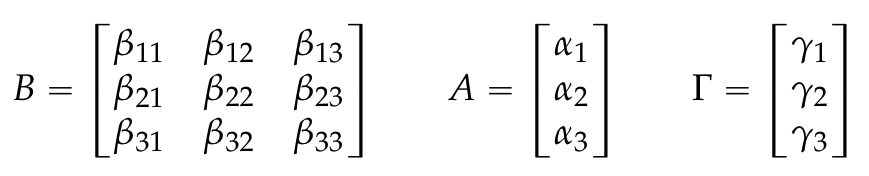 B = [β11 β12 β13; β21 β22 β23; β31 β32 β33] A = [α1; α2; α3] Γ = [γ1; γ2; γ3]